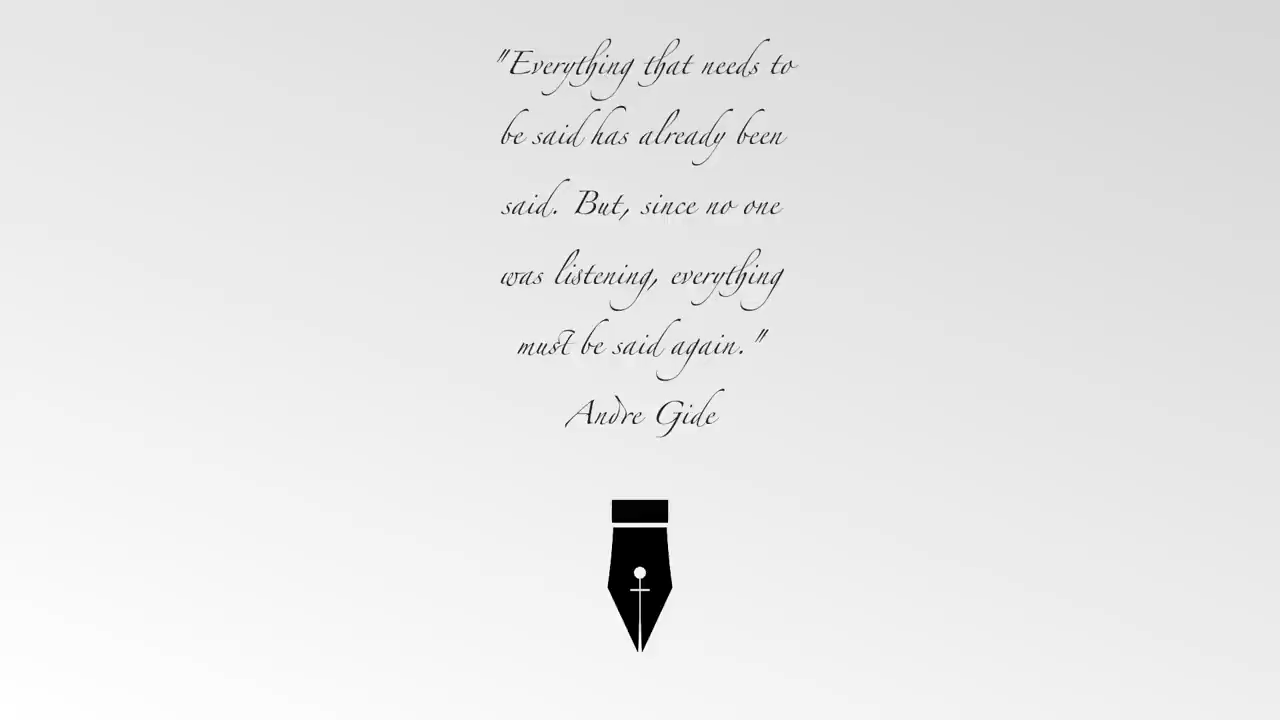 "Everything that needs to
be said has already been
said. But, since no one
was listening, everything
must be said again."
Andre Gide